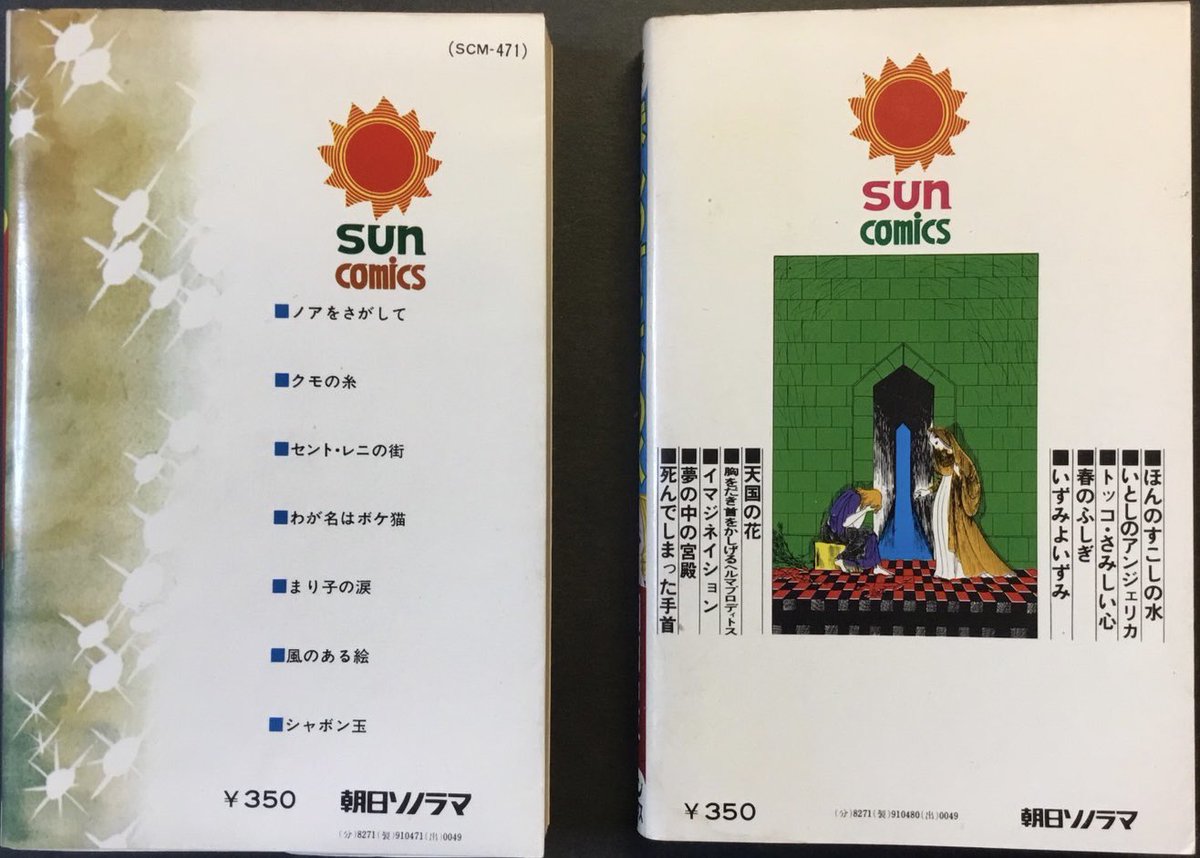 (SCM-471)
sun
comics
■ノアをさがして
■クモの糸
■セント・レニの街
■わが名はボケ猫
■まり子の涙
■風のある絵
■シャボン玉
¥350
朝日ソノラマ
(分)8271(製)910471(出)0049
sun
comics
■ほんのすこしの水
■いとしのアンジェリカ
■トッコ・さみしい心
■春のふしぎ
■いずみよいずみ
■天国の花
■胸をだき首をかしげるヘルマプロディトス
■イマジネイション
■夢の中の宮殿
■死んでしまった手首
¥350
(分)8271(製)910480(出)0049
朝日ソノラマ